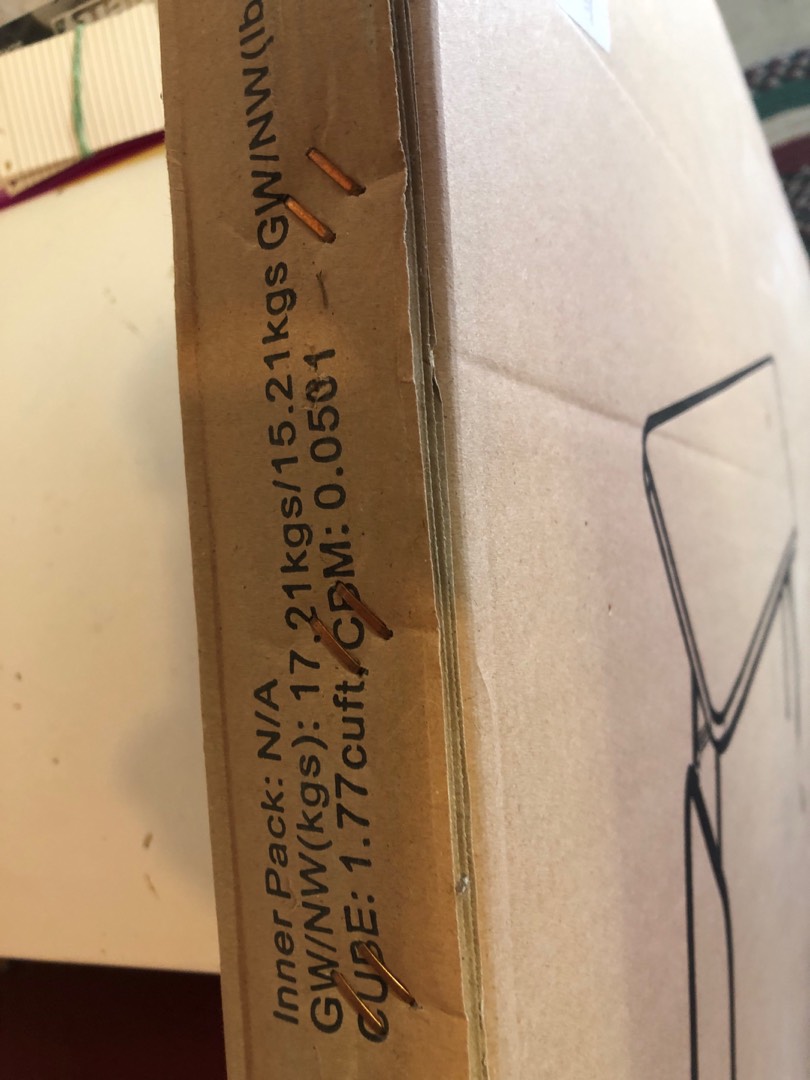 Inner Pack: N/A
GW/NW(kgs): 17.21kgs/15.21kgs GW/NW(lb
CUBE: 1.77cuft, CBM: 0.0501